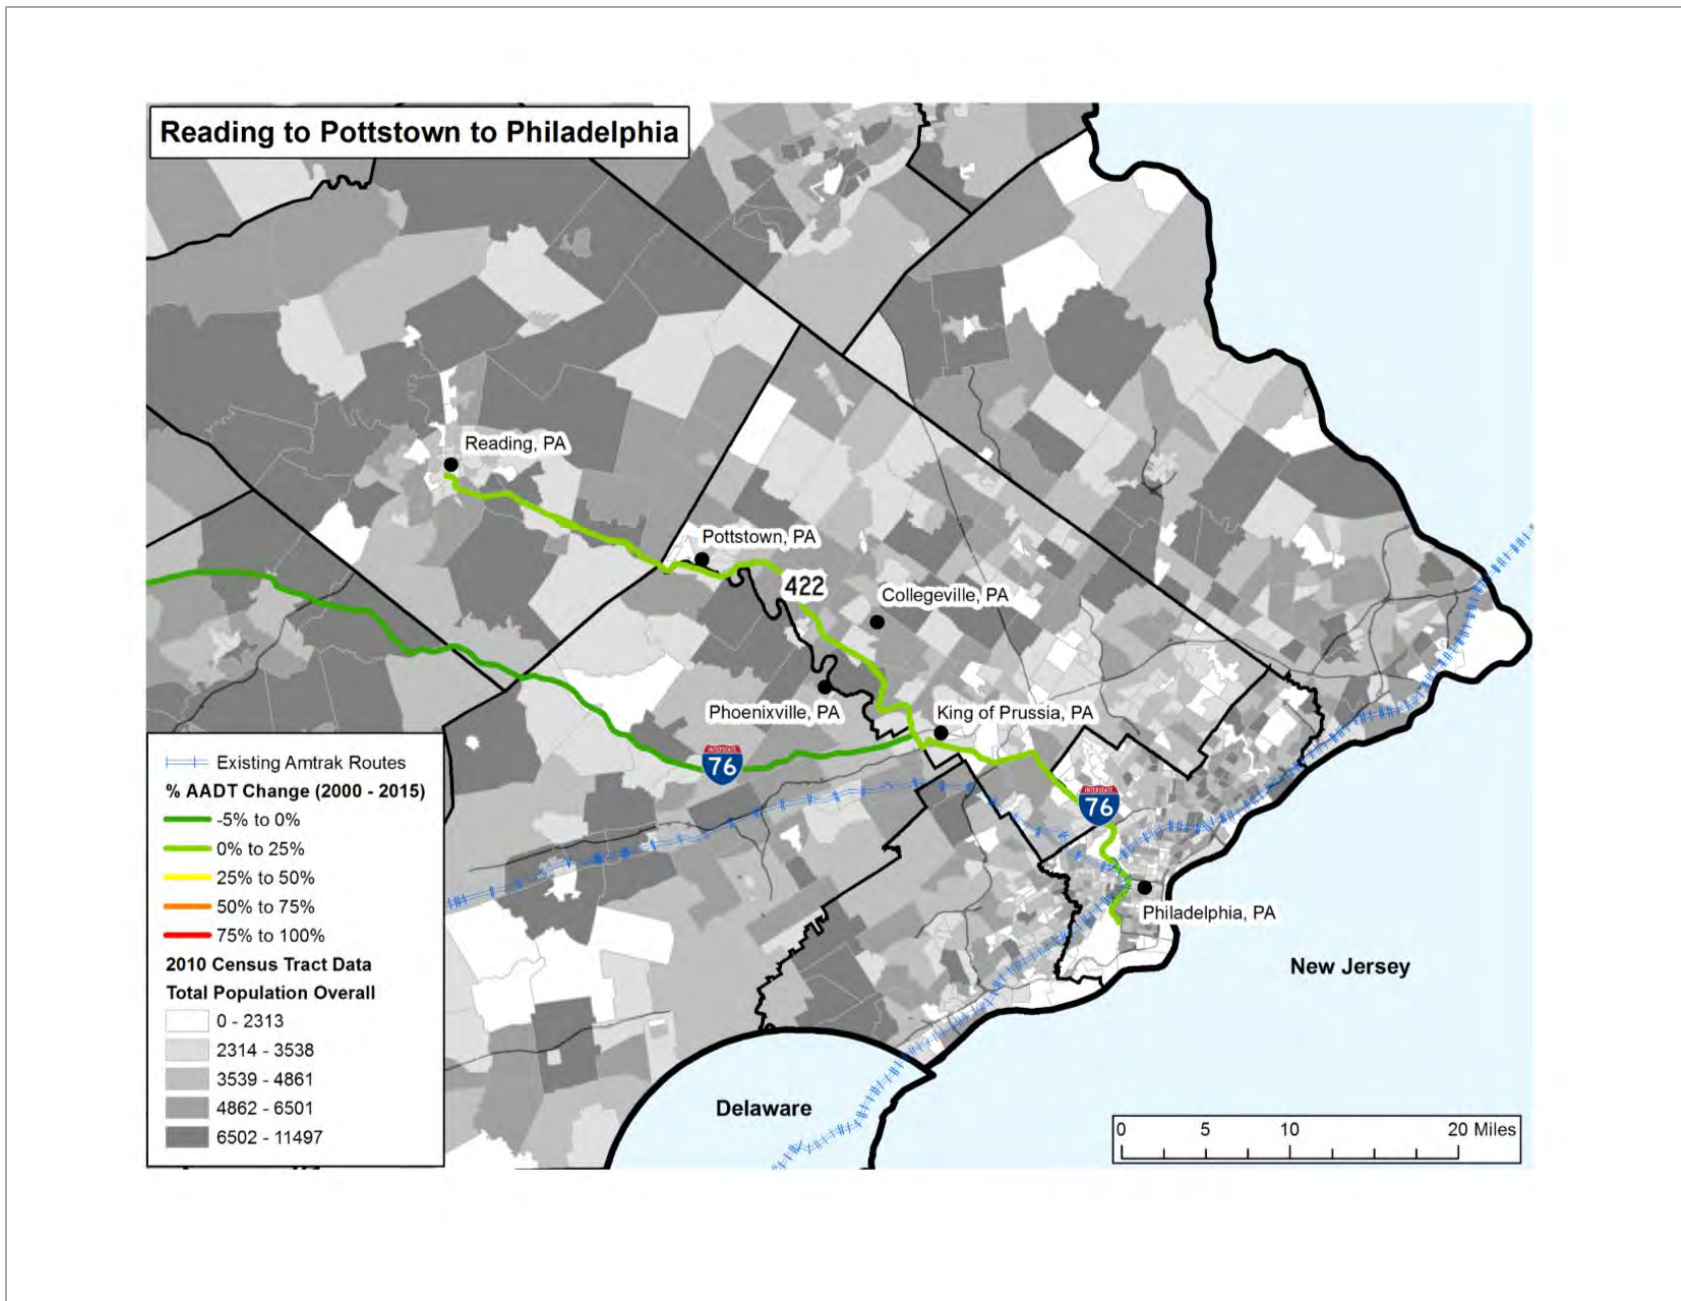 Reading to Pottstown to Philadelphia
Reading, PA
Pottstown, PA
422
Collegeville, PA
Phoenixville, PA
King of Prussia, PA
INTERSTATE
76
INTERSTATE
76
Philadelphia, PA
New Jersey
Delaware
Existing Amtrak Routes
% AADT Change (2000 - 2015)
-5% to 0%
0% to 25%
25% to 50%
50% to 75%
75% to 100%
2010 Census Tract Data
Total Population Overall
0 - 2313
2314 - 3538
3539 - 4861
4862 - 6501
6502 - 11497
0 5 10 20 Miles